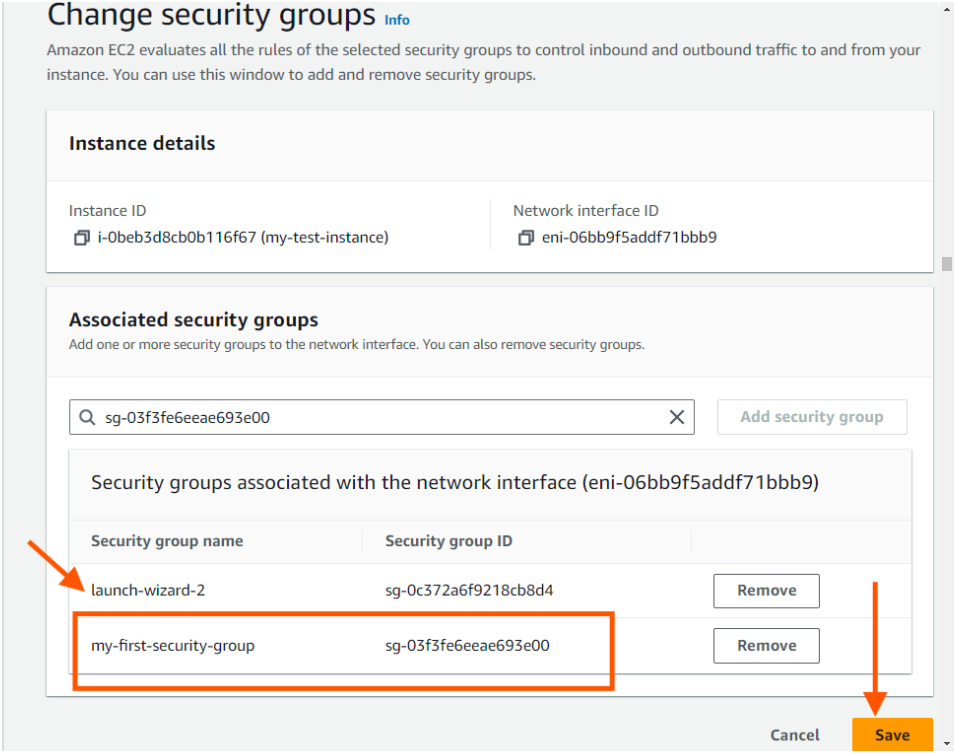 Change security groups Info
Amazon EC2 evaluates all the rules of the selected security groups to control inbound and outbound traffic to and from your
instance. You can use this window to add and remove security groups.
Instance details
Instance ID
i-0beb3d8cb0b116f67 (my-test-instance)
Network interface ID
eni-06bb9f5addf71bbb9
Associated security groups
Add one or more security groups to the network interface. You can also remove security groups.
sg-03f3fe6eeae693e00
Add security group
Security groups associated with the network interface (eni-06bb9f5addf71bbb9)
Security group name Security group ID
launch-wizard-2 sg-0c372a6f9218cb8d4 Remove
my-first-security-group sg-03f3fe6eeae693e00 Remove
Cancel Save